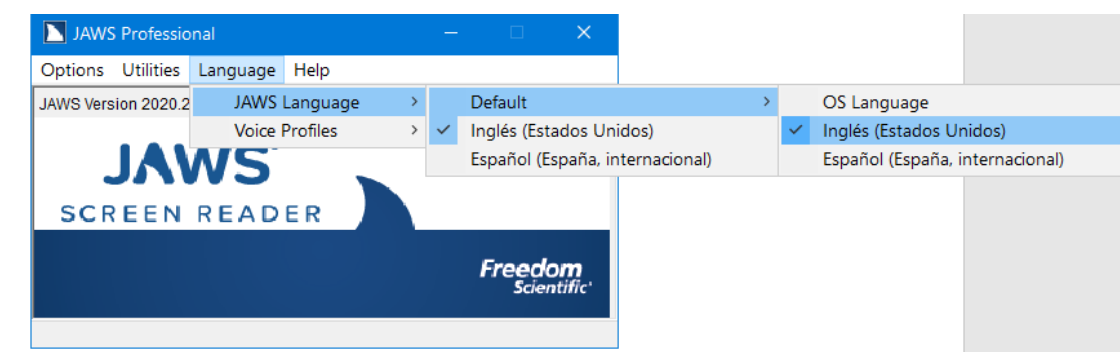 JAWS Professional
Options Utilities Language Help
JAWS Version 2020.2
JAWS Language
Voice Profiles
Default
Inglés (Estados Unidos)
Español (España, internacional)
OS Language
Inglés (Estados Unidos)
Español (España, internacional)
JAWS
SCREEN READER
Freedom
Scientific